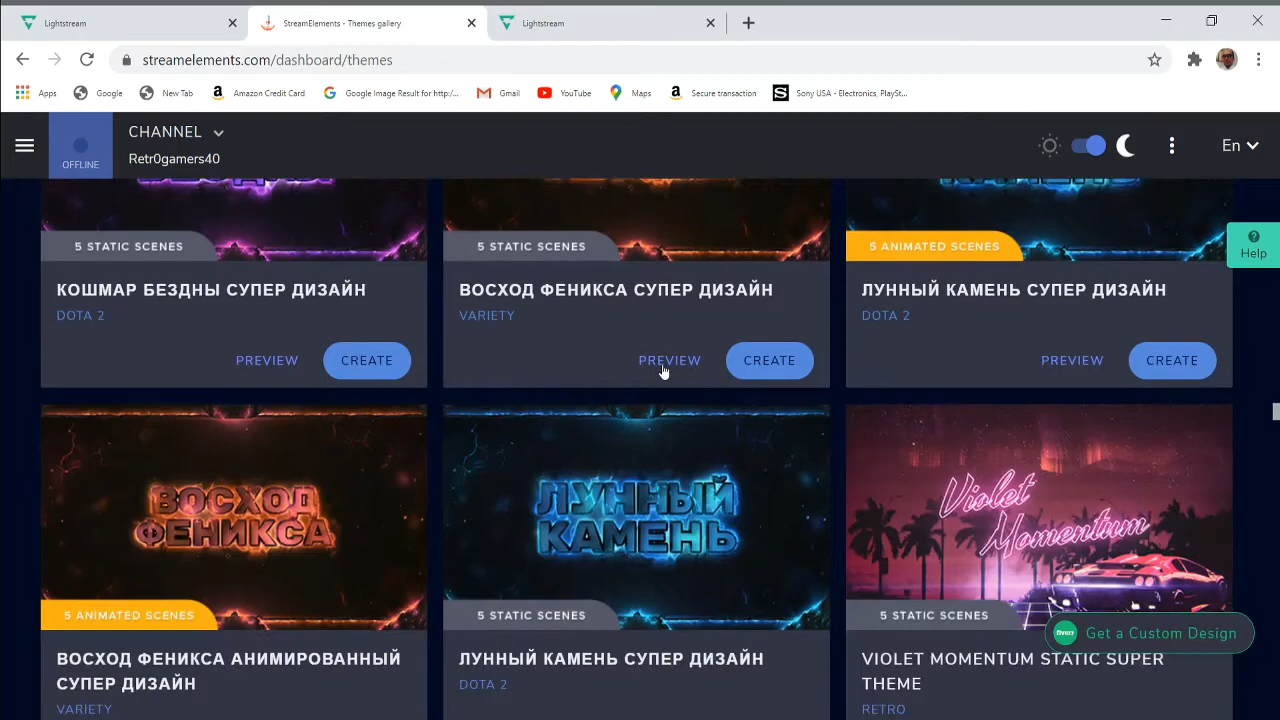 Lightstream
StreamElements - Themes gallery
Lightstream
streamelements.com/dashboard/themes
Apps
Google
New Tab
Amazon Credit Card
Google Image Result for http:/...
Gmail
YouTube
Maps
Secure transaction
S
Sony USA - Electronics, PlaySt...
OFFLINE
CHANNEL
Retr0gamers40
En
Help
5 STATIC SCENES
КОШМАР БЕЗДНЫ СУПЕР ДИЗАЙН
DOTA 2
PREVIEW
CREATE
5 STATIC SCENES
ВОСХОД ФЕНИКСА СУПЕР ДИЗАЙН
VARIETY
PREVIEW
CREATE
5 ANIMATED SCENES
ЛУННЫЙ КАМЕНЬ СУПЕР ДИЗАЙН
DOTA 2
PREVIEW
CREATE
ВОСХОД
ФЕНИКСА
5 ANIMATED SCENES
ВОСХОД ФЕНИКСА АНИМИРОВАННЫЙ
СУПЕР ДИЗАЙН
VARIETY
ЛУННЫЙ
КАМЕНЬ
5 STATIC SCENES
ЛУННЫЙ КАМЕНЬ СУПЕР ДИЗАЙН
DOTA 2
Violet
Momentum
5 STATIC SCENES
VIOLET MOMENTUM STATIC SUPER
THEME
RETRO
fiverr
Get a Custom Design